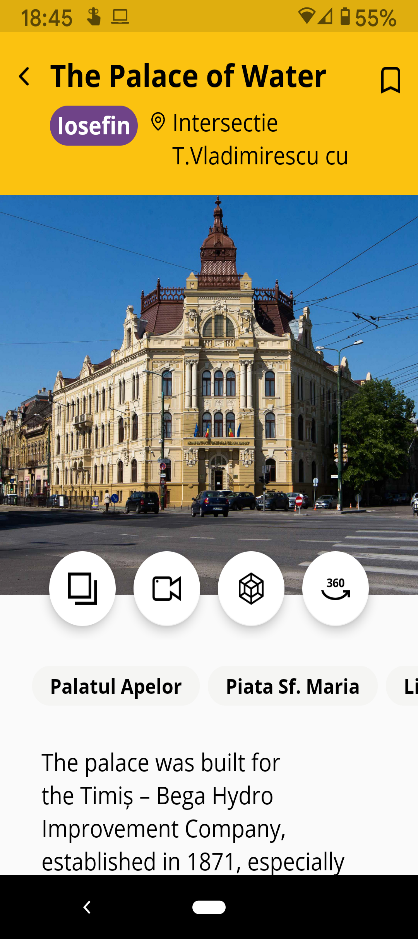 18:45 55%
The Palace of Water
Iosefin Intersectie
T.Vladimirescu cu
360
Palatul Apelor Piata Sf. Maria Li
The palace was built for
the Timiș – Bega Hydro
Improvement Company,
established in 1871, especially